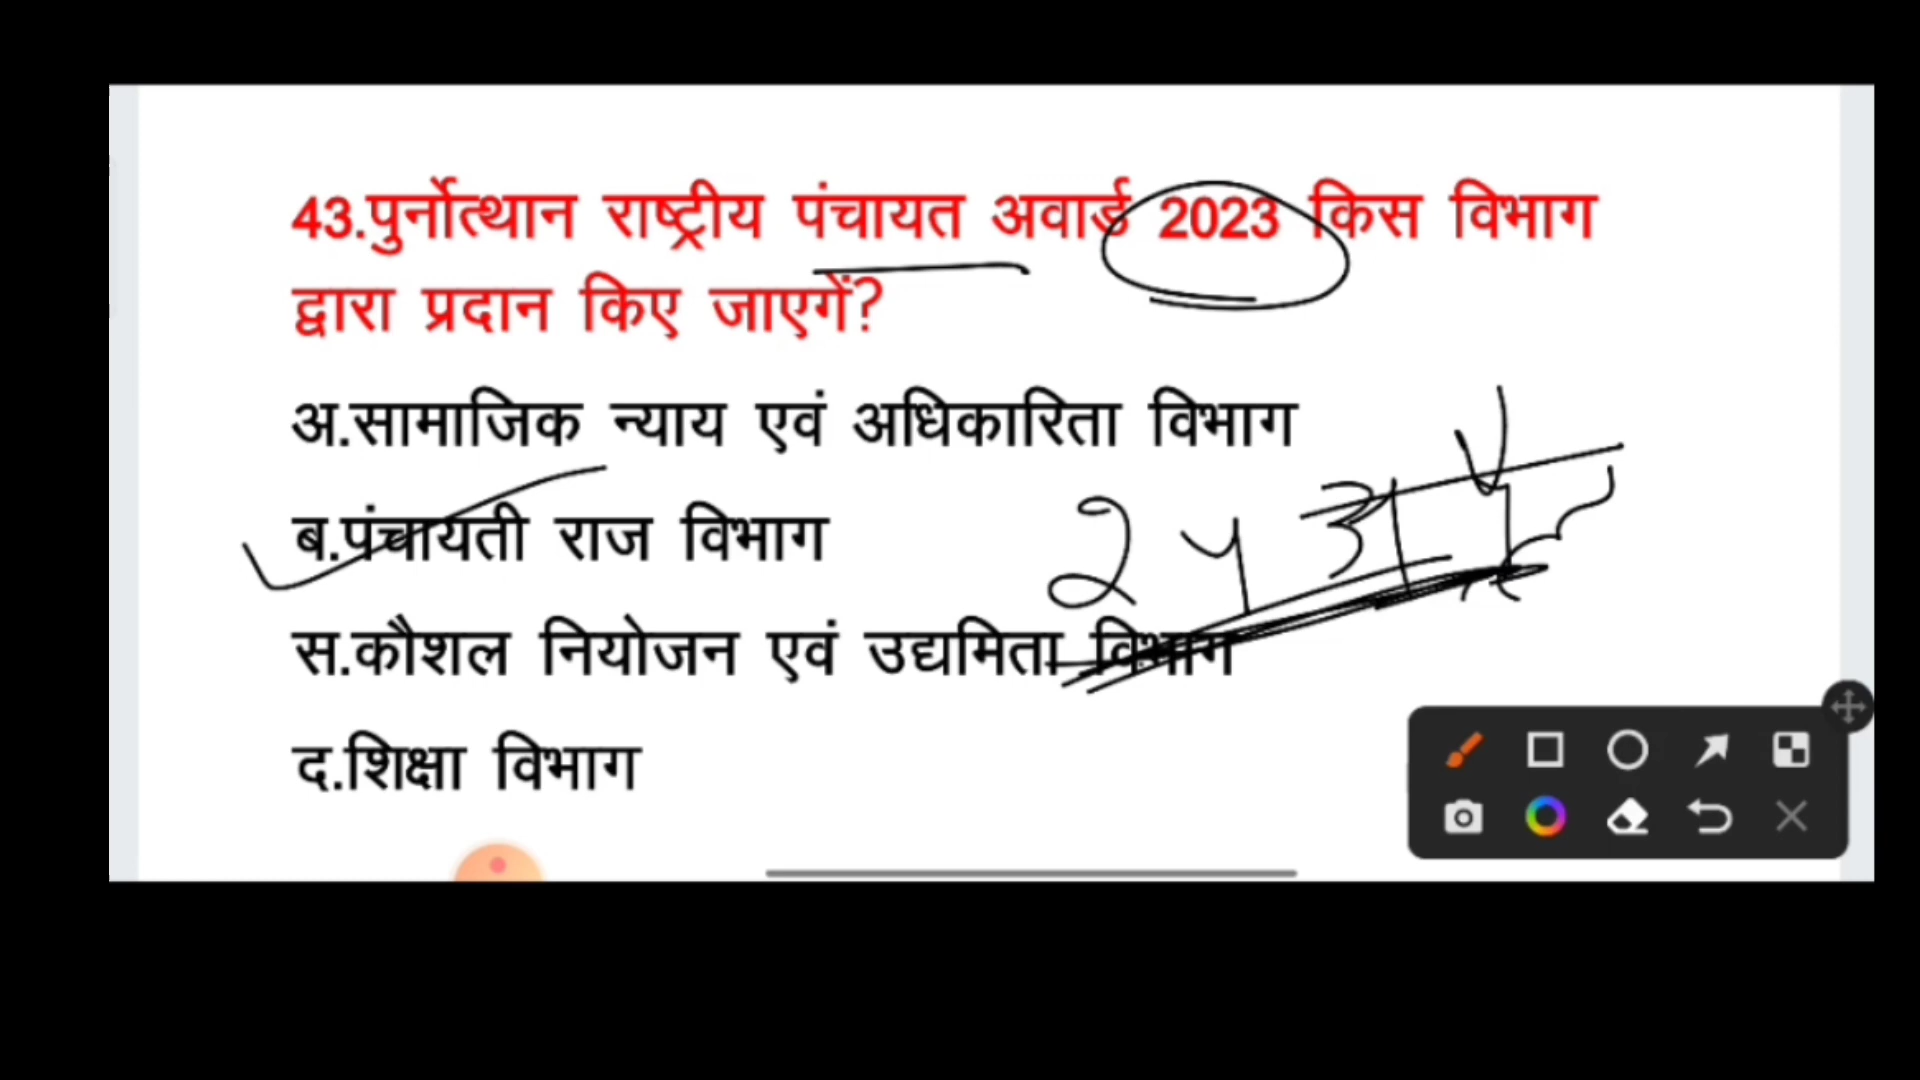 43.पुर्नोत्थान राष्ट्रीय पंचायत अवार्ड 2023 किस विभाग
द्वारा प्रदान किए जाएगें?
अ.सामाजिक न्याय एवं अधिकारिता विभाग
ब.पंचायती राज विभाग
स.कौशल नियोजन एवं उद्यमिता विभाग
द.शिक्षा विभाग